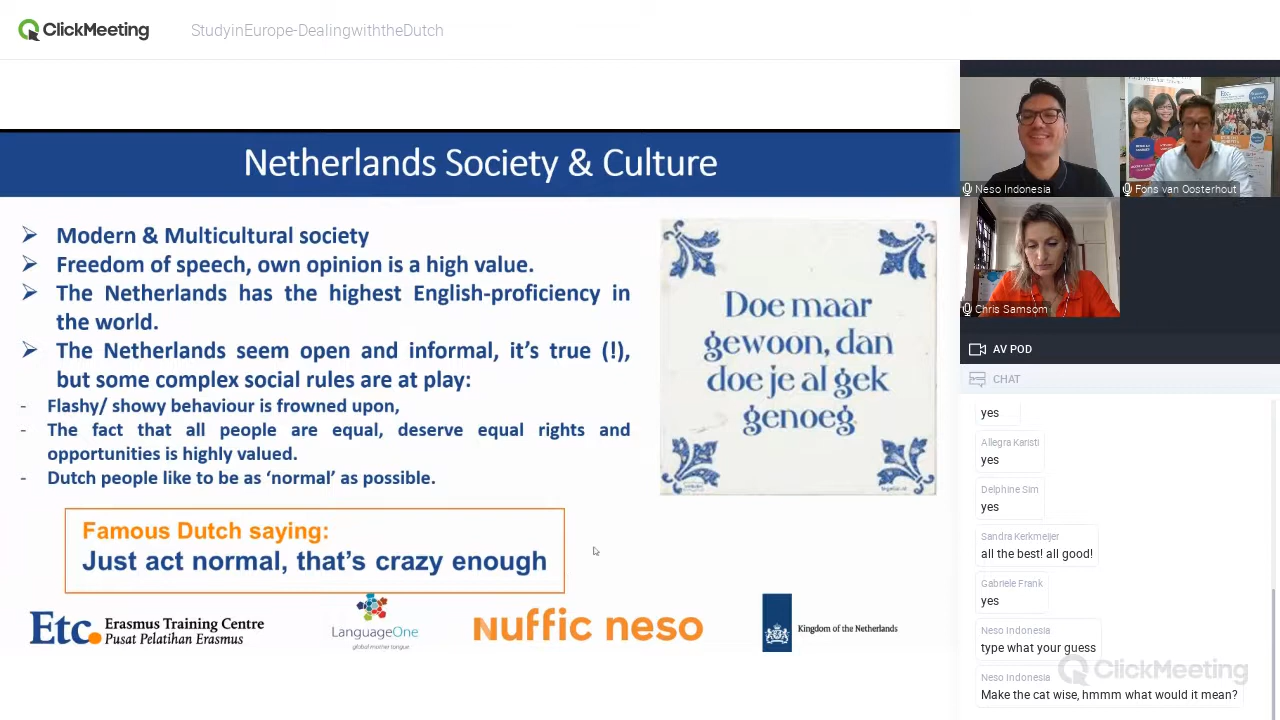 ClickMeeting
StudyinEurope-DealingwiththeDutch
Netherlands Society & Culture
Modern & Multicultural society
Freedom of speech, own opinion is a high value.
The Netherlands has the highest English-proficiency in
the world.
The Netherlands seem open and informal, it's true (!),
but some complex social rules are at play:
- Flashy/ showy behaviour is frowned upon,
- The fact that all people are equal, deserve equal rights and
opportunities is highly valued.
- Dutch people like to be as 'normal' as possible.
Famous Dutch saying:
Just act normal, that's crazy enough
Doe maar
gewoon, dan
doe je al gek
genoeg.
Etc. Erasmus Training Centre
Pusat Pelatihan Erasmus
LanguageOne
global mother tongue
nuffic neso
Kingdom of the Netherlands
Etc.
Neso Indonesia
Fons van Oosterhout
Chris Samsom
AV POD
CHAT
yes
Allegra Karisti
yes
Delphine Sim
yes
Sandra Kerkmeijer
all the best! all good!
Gabriele Frank
yes
Neso Indonesia
type what your guess
Neso Indonesia
Make the cat wise, hmmm what would it mean?
ClickMeeting